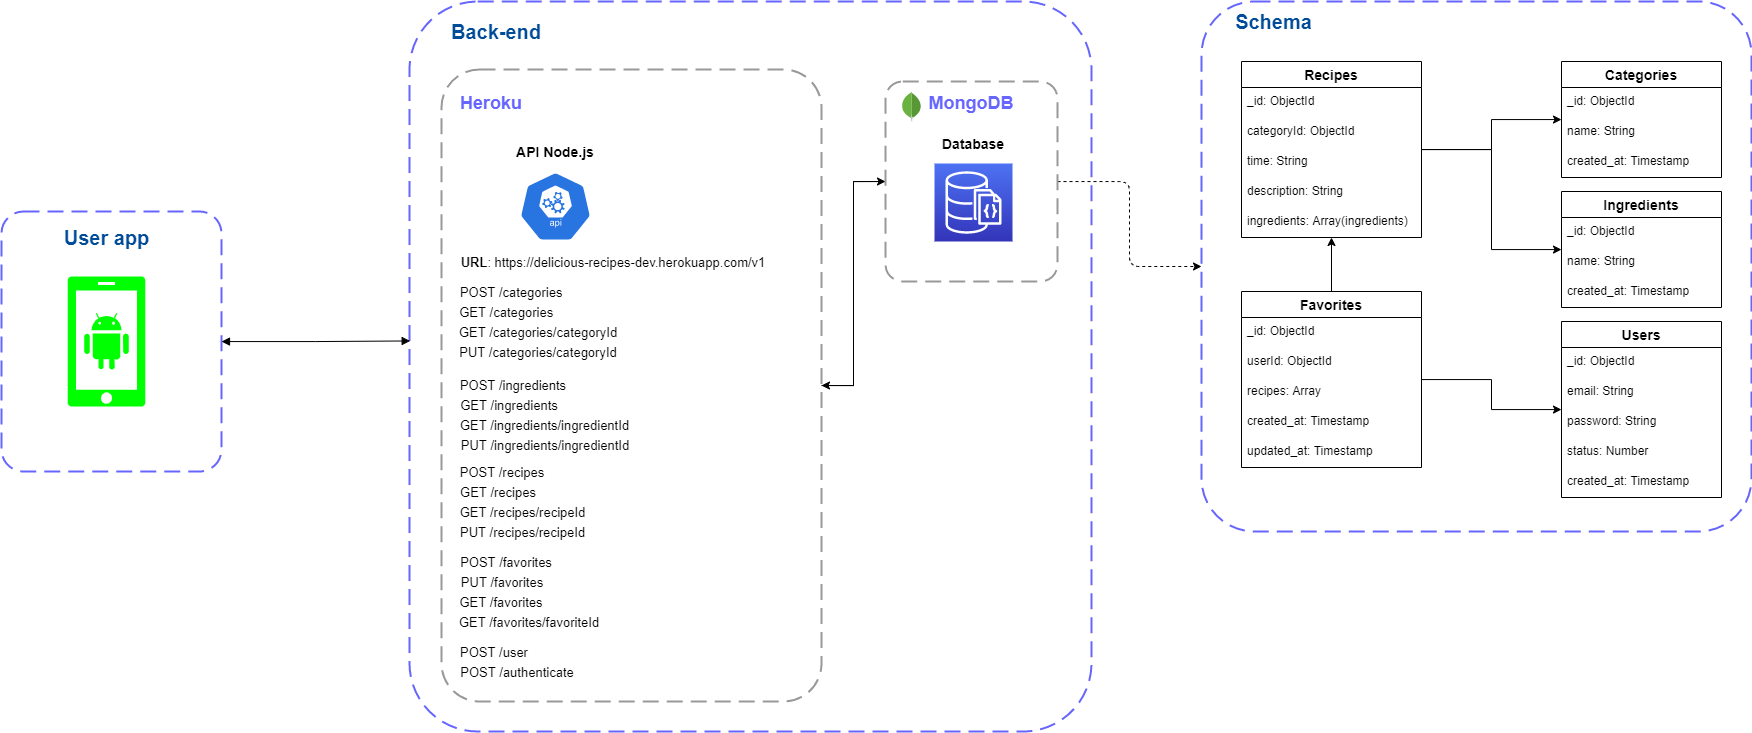 User app
Back-end
Heroku
API Node.js
api
URL: https://delicious-recipes-dev.herokuapp.com/v1
POST /categories
GET /categories
GET /categories/categoryId
PUT /categories/categoryId
POST /ingredients
GET /ingredients
GET /ingredients/ingredientId
PUT /ingredients/ingredientId
POST /recipes
GET /recipes
GET /recipes/recipeId
PUT /recipes/recipeId
POST /favorites
PUT /favorites
GET /favorites
GET /favorites/favoriteId
POST /user
POST /authenticate
MongoDB
Database
Schema
Recipes
_id: ObjectId
categoryId: ObjectId
time: String
description: String
ingredients: Array(ingredients)
Favorites
_id: ObjectId
userId: ObjectId
recipes: Array
created_at: Timestamp
updated_at: Timestamp
Categories
_id: ObjectId
name: String
created_at: Timestamp
Ingredients
_id: ObjectId
name: String
created_at: Timestamp
Users
_id: ObjectId
email: String
password: String
status: Number
created_at: Timestamp